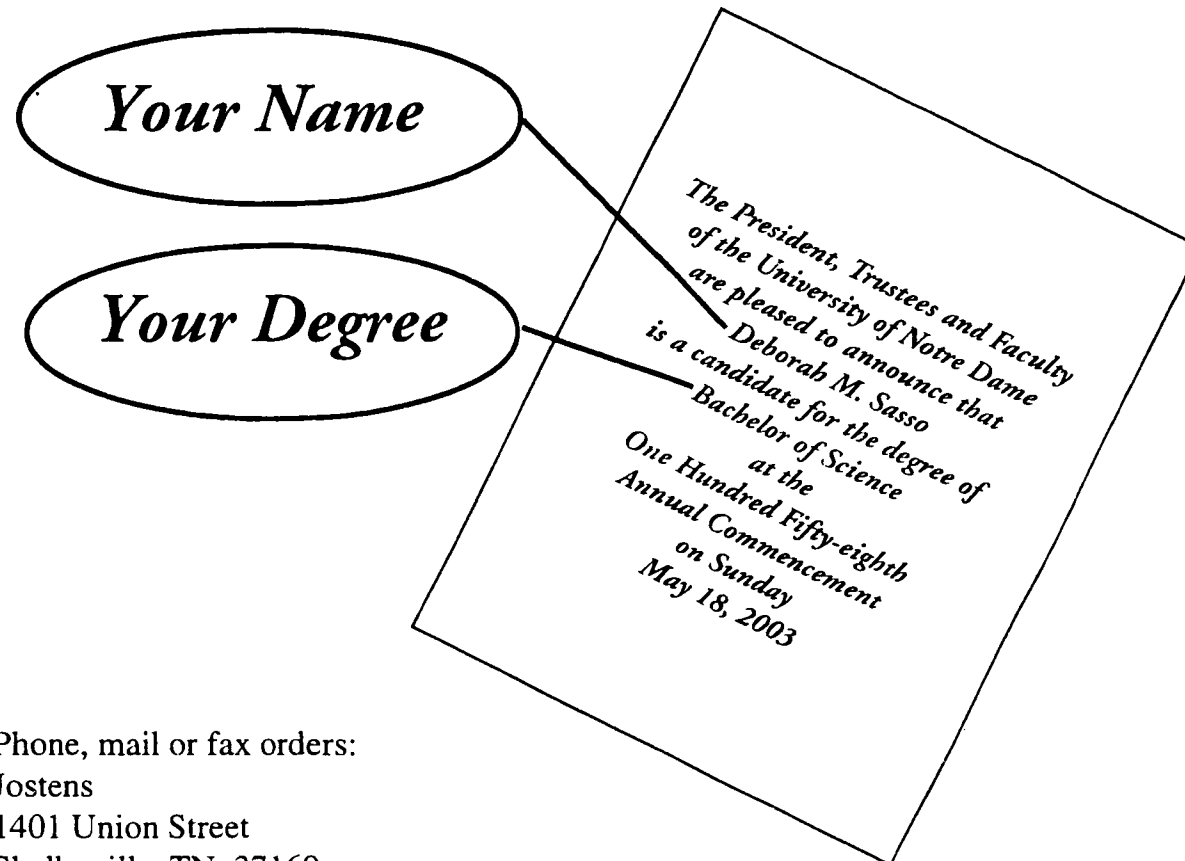 Your Name
Your Degree
The President, Trustees and Faculty
of the University of Notre Dame
are pleased to announce that
Deborah M. Sasso
is a candidate for the degree of
Bachelor of Science
at the
One Hundred Fifty-eighth
Annual Commencement
on Sunday
May 18, 2003
Phone, mail or fax orders:
Jostens
1401 Union Street